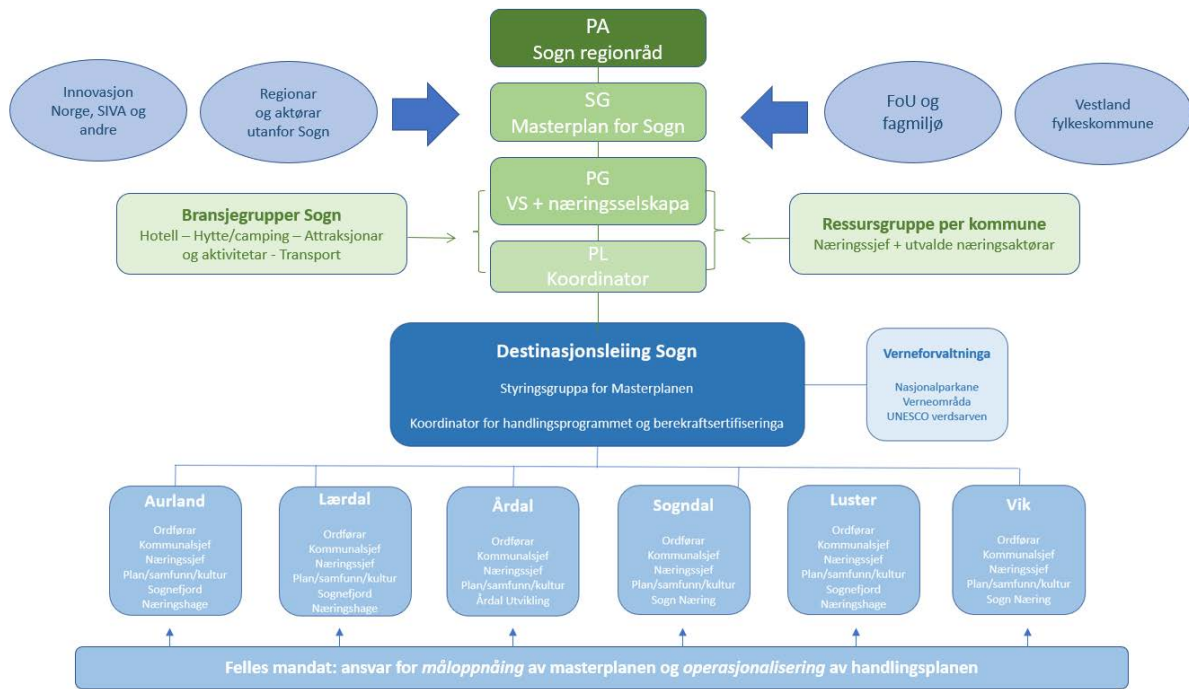 PA
Sogn regionråd
Innovasjon
Norge, SIVA og
andre
Regionar
og aktørar
utanfor Sogn
SG
Masterplan for Sogn
FoU og
fagmiljø
Vestland
fylkeskommune
PG
VS + næringsselskapa
Bransjegrupper Sogn
Hotell – Hytte/camping – Attraksjonar
og aktivitetar - Transport
Ressursgruppe per kommune
Næringssjef + utvalde næringsaktørar
PL
Koordinator
Destinasjonsleiing Sogn
Styringsgruppa for Masterplanen
Koordinator for handlingsprogrammet og berekraftsertifiseringa
Verneforvaltninga
Nasjonalparkane
Verneområda
UNESCO verdsarven
Aurland
Ordførar
Kommunalsjef
Næringssjef
Plan/samfunn/kultur
Sognefjord
Næringshage
Lærdal
Ordførar
Kommunalsjef
Næringssjef
Plan/samfunn/kultur
Sognefjord
Næringshage
Årdal
Ordførar
Kommunalsjef
Næringssjef
Plan/samfunn/kultur
Årdal Utvikling
Sogndal
Ordførar
Kommunalsjef
Næringssjef
Plan/samfunn/kultur
Sogn Næring
Luster
Ordførar
Kommunalsjef
Næringssjef
Plan/samfunn/kultur
Sognefjord
Næringshage
Vik
Ordførar
Kommunalsjef
Næringssjef
Plan/samfunn/kultur
Sogn Næring
Felles mandat: ansvar for måloppnåing av masterplanen og operasjonalisering av handlingsplanen